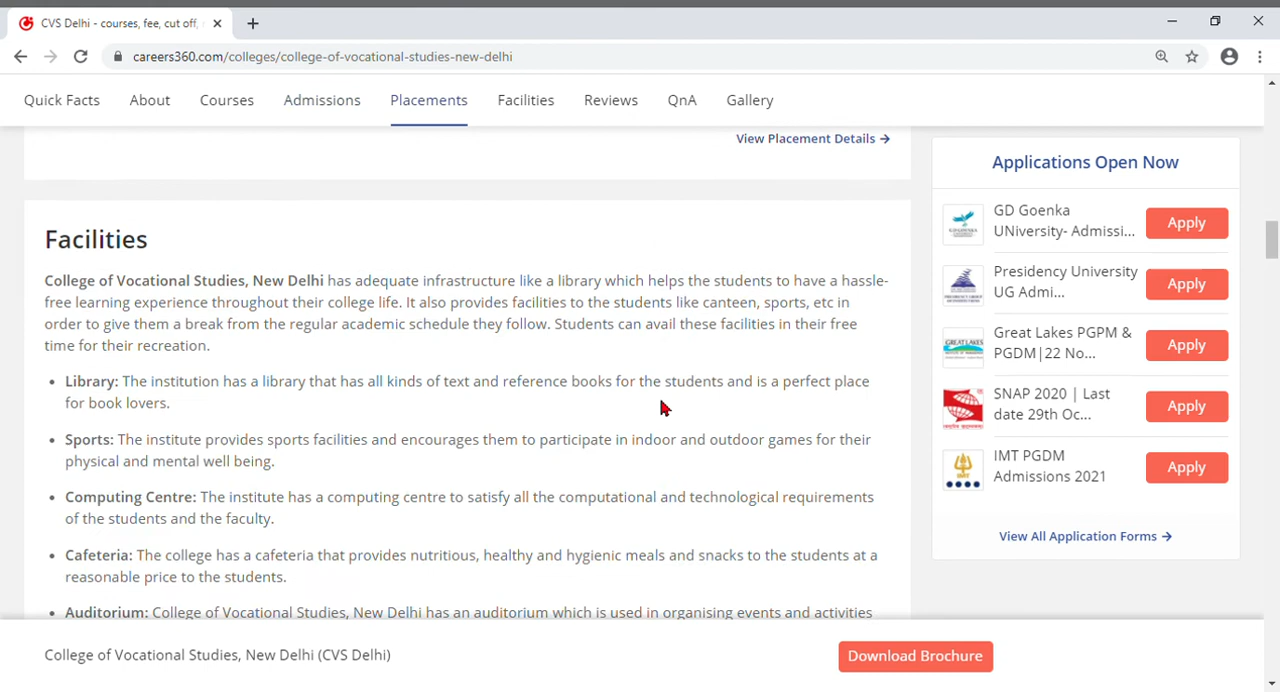 CVS Delhi - courses, fee, cut off,
careers360.com/colleges/college-of-vocational-studies-new-delhi
Quick Facts About Courses Admissions Placements Facilities Reviews QnA Gallery
View Placement Details →
Facilities
College of Vocational Studies, New Delhi has adequate infrastructure like a library which helps the students to have a hassle-
free learning experience throughout their college life. It also provides facilities to the students like canteen, sports, etc in
order to give them a break from the regular academic schedule they follow. Students can avail these facilities in their free
time for their recreation.
• Library: The institution has a library that has all kinds of text and reference books for the students and is a perfect place
for book lovers.
• Sports: The institute provides sports facilities and encourages them to participate in indoor and outdoor games for their
physical and mental well being.
• Computing Centre: The institute has a computing centre to satisfy all the computational and technological requirements
of the students and the faculty.
• Cafeteria: The college has a cafeteria that provides nutritious, healthy and hygienic meals and snacks to the students at a
reasonable price to the students.
• Auditorium: College of Vocational Studies, New Delhi has an auditorium which is used in organising events and activities
Applications Open Now
GD Goenka
UNiversity- Admissi...
Apply
Presidency University
UG Admi...
Apply
Great Lakes PGPM &
PGDM|22 No...
Apply
SNAP 2020 | Last
date 29th Oc...
Apply
IMT PGDM
Admissions 2021
Apply
View All Application Forms →
College of Vocational Studies, New Delhi (CVS Delhi)
Download Brochure